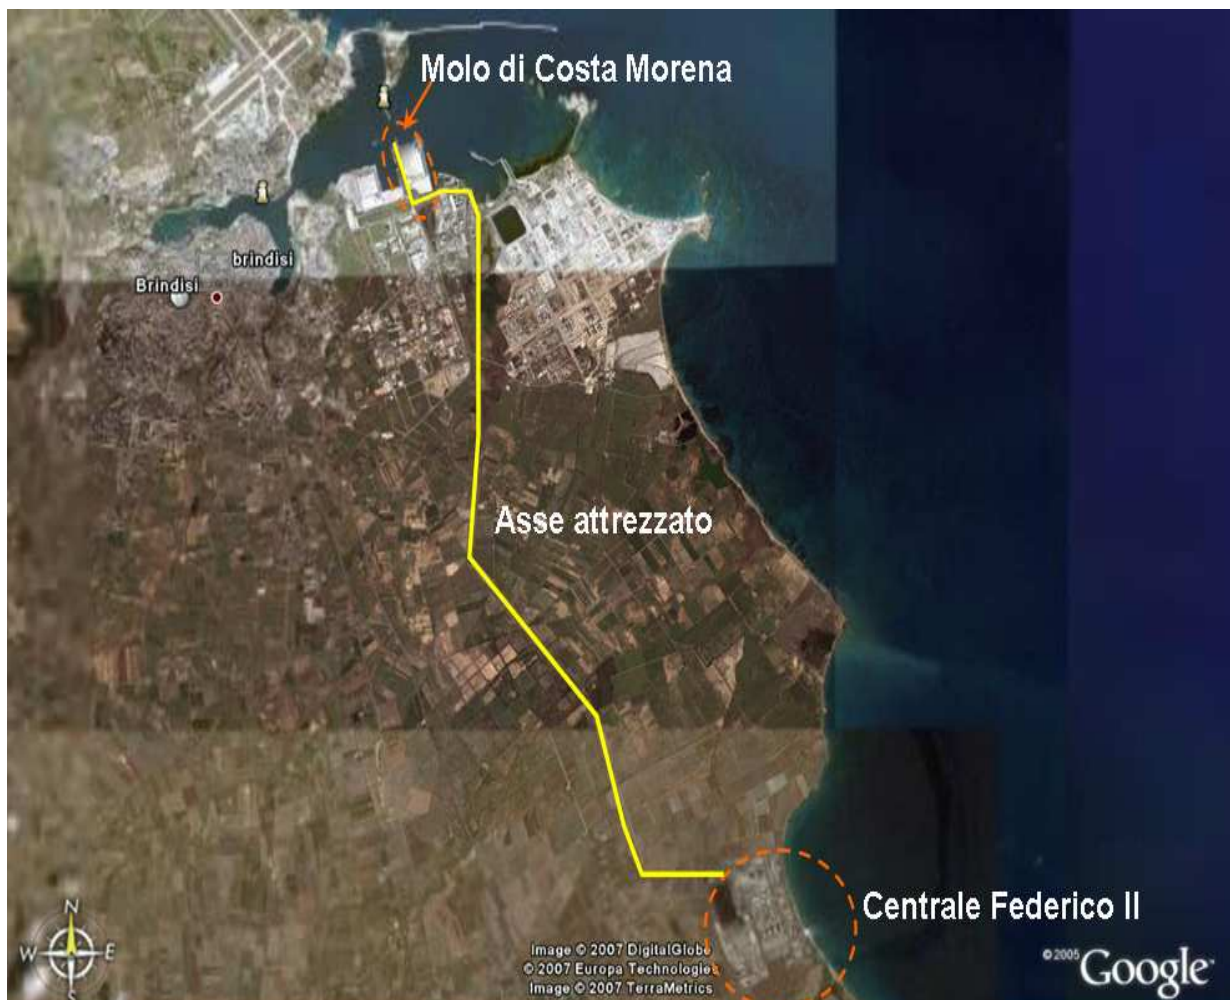 Molo di Costa Morena
brindisi
Brindisi
Asse attrezzato
Centrale Federico II
N
W E
S
Image © 2007 DigitalGlobe
© 2007 Europa Technologies
Image © 2007 TerraMetrics
© 2005 Google